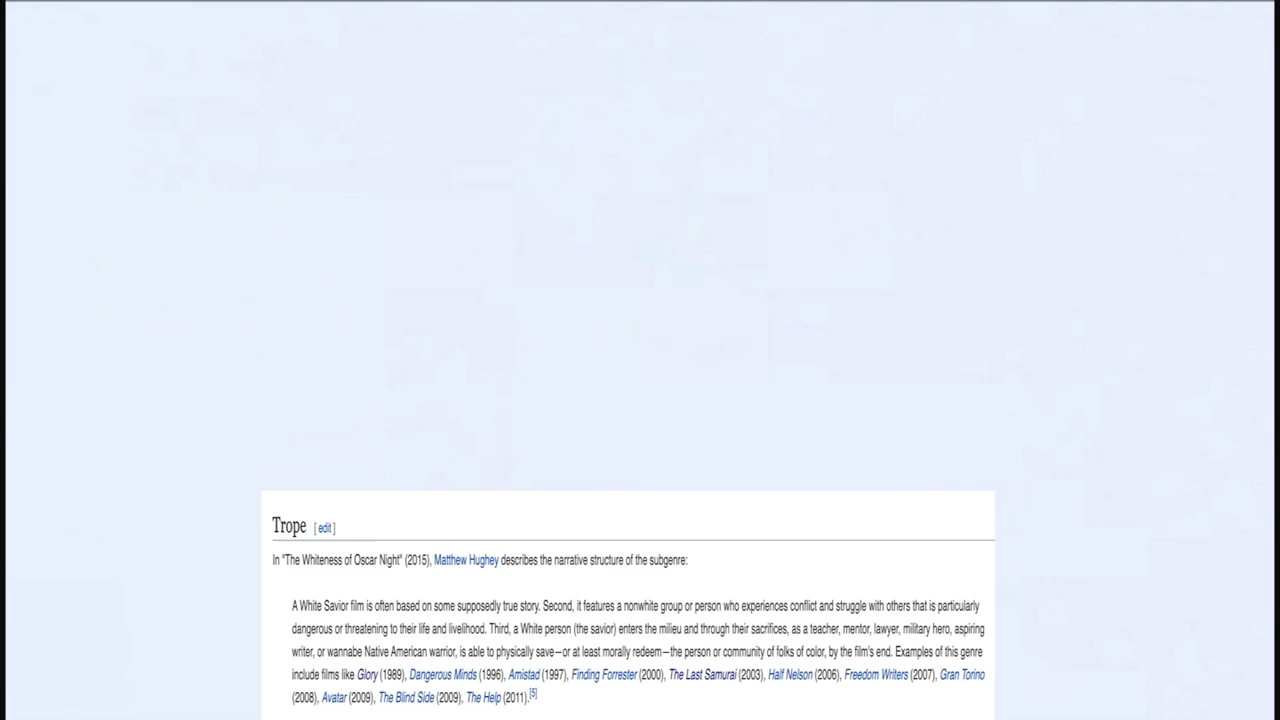 Trope [ edit ]
In "The Whiteness of Oscar Night" (2015), Matthew Hughey describes the narrative structure of the subgenre:
A White Savior film is often based on some supposedly true story. Second, it features a nonwhite group or person who experiences conflict and struggle with others that is particularly
dangerous or threatening to their life and livelihood. Third, a White person (the savior) enters the milieu and through their sacrifices, as a teacher, mentor, lawyer, military hero, aspiring
writer, or wannabe Native American warrior, is able to physically save—or at least morally redeem—the person or community of folks of color, by the film's end. Examples of this genre
include films like Glory (1989), Dangerous Minds (1996), Amistad (1997), Finding Forrester (2000), The Last Samurai (2003), Half Nelson (2006), Freedom Writers (2007), Gran Torino
(2008), Avatar (2009), The Blind Side (2009), The Help (2011).[5]